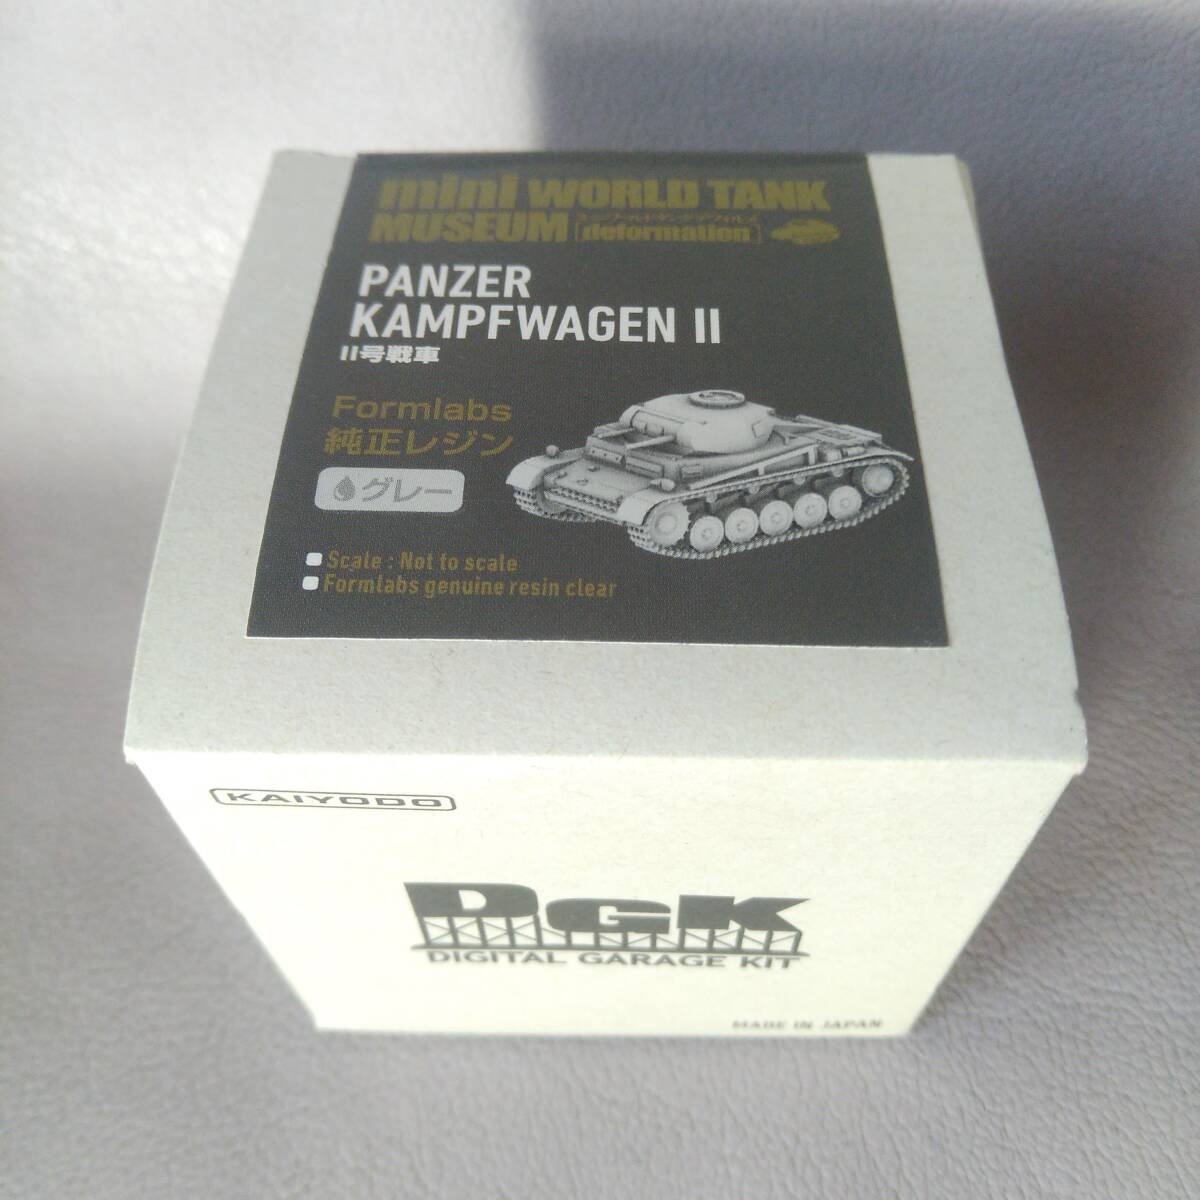 mini WORLD TANK
MUSEUM [deformation]
PANZER
KAMPFWAGEN II
II号戦車
Formlabs
純正レジン
グレー
Scale : Not to scale
Formlabs genuine resin clear
KAIYODO
DGK
DIGITAL GARAGE KIT
MADE IN JAPAN